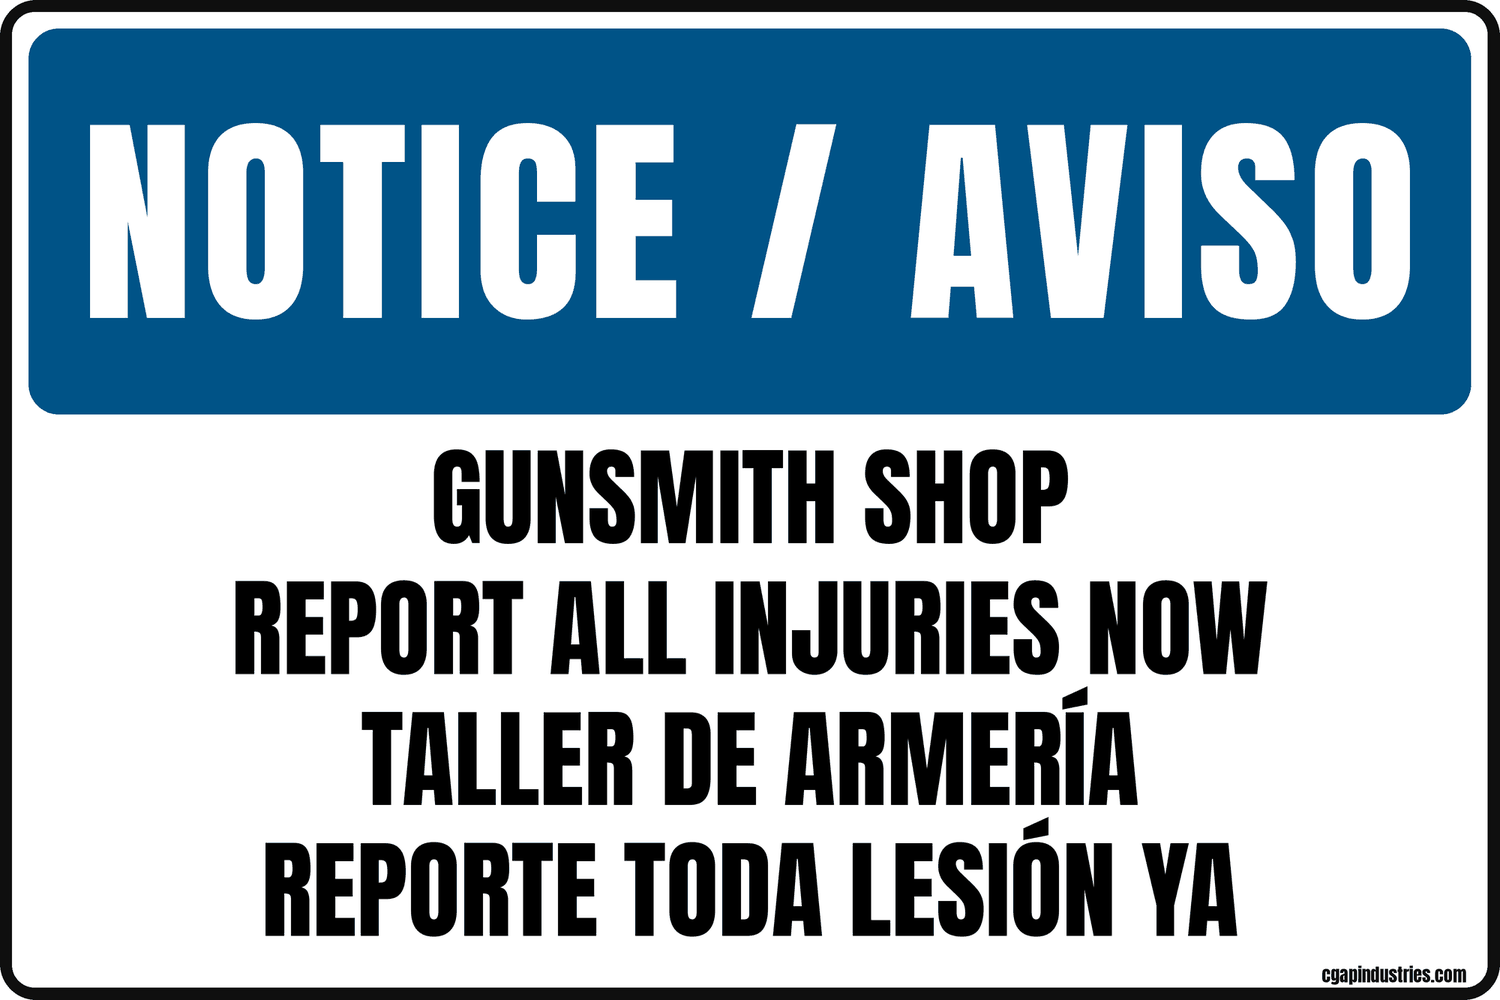 NOTICE / AVISO
GUNSMITH SHOP
REPORT ALL INJURIES NOW
TALLER DE ARMERÍA
REPORTE TODA LESIÓN YA
cgapindustries.com